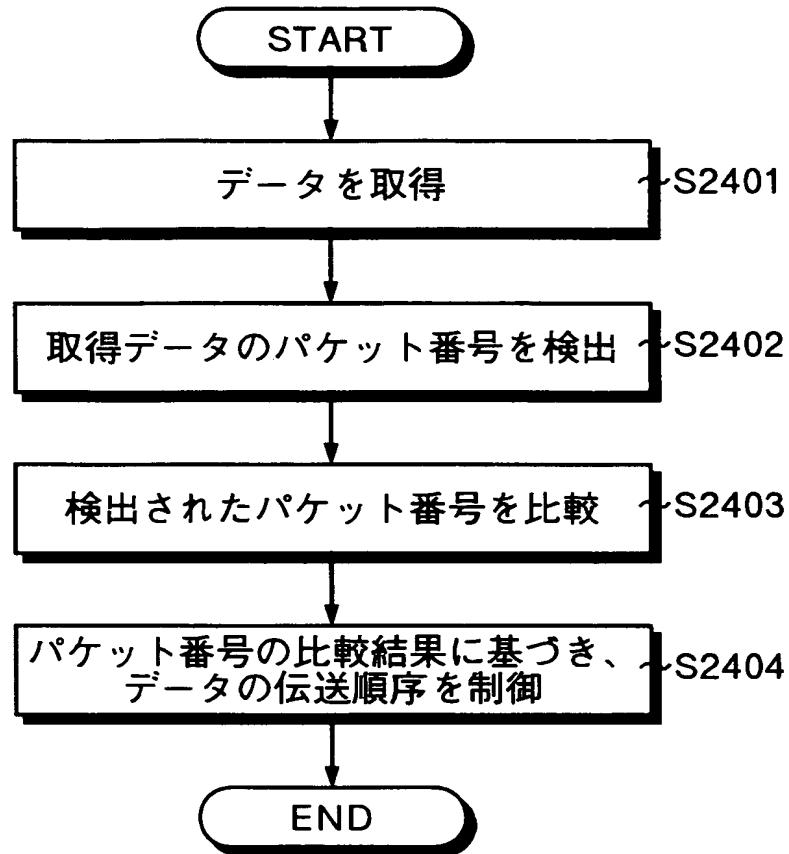 START
データを取得
S2401
取得データのパケット番号を検出
S2402
検出されたパケット番号を比較
S2403
パケット番号の比較結果に基づき、
データの伝送順序を制御
S2404
END